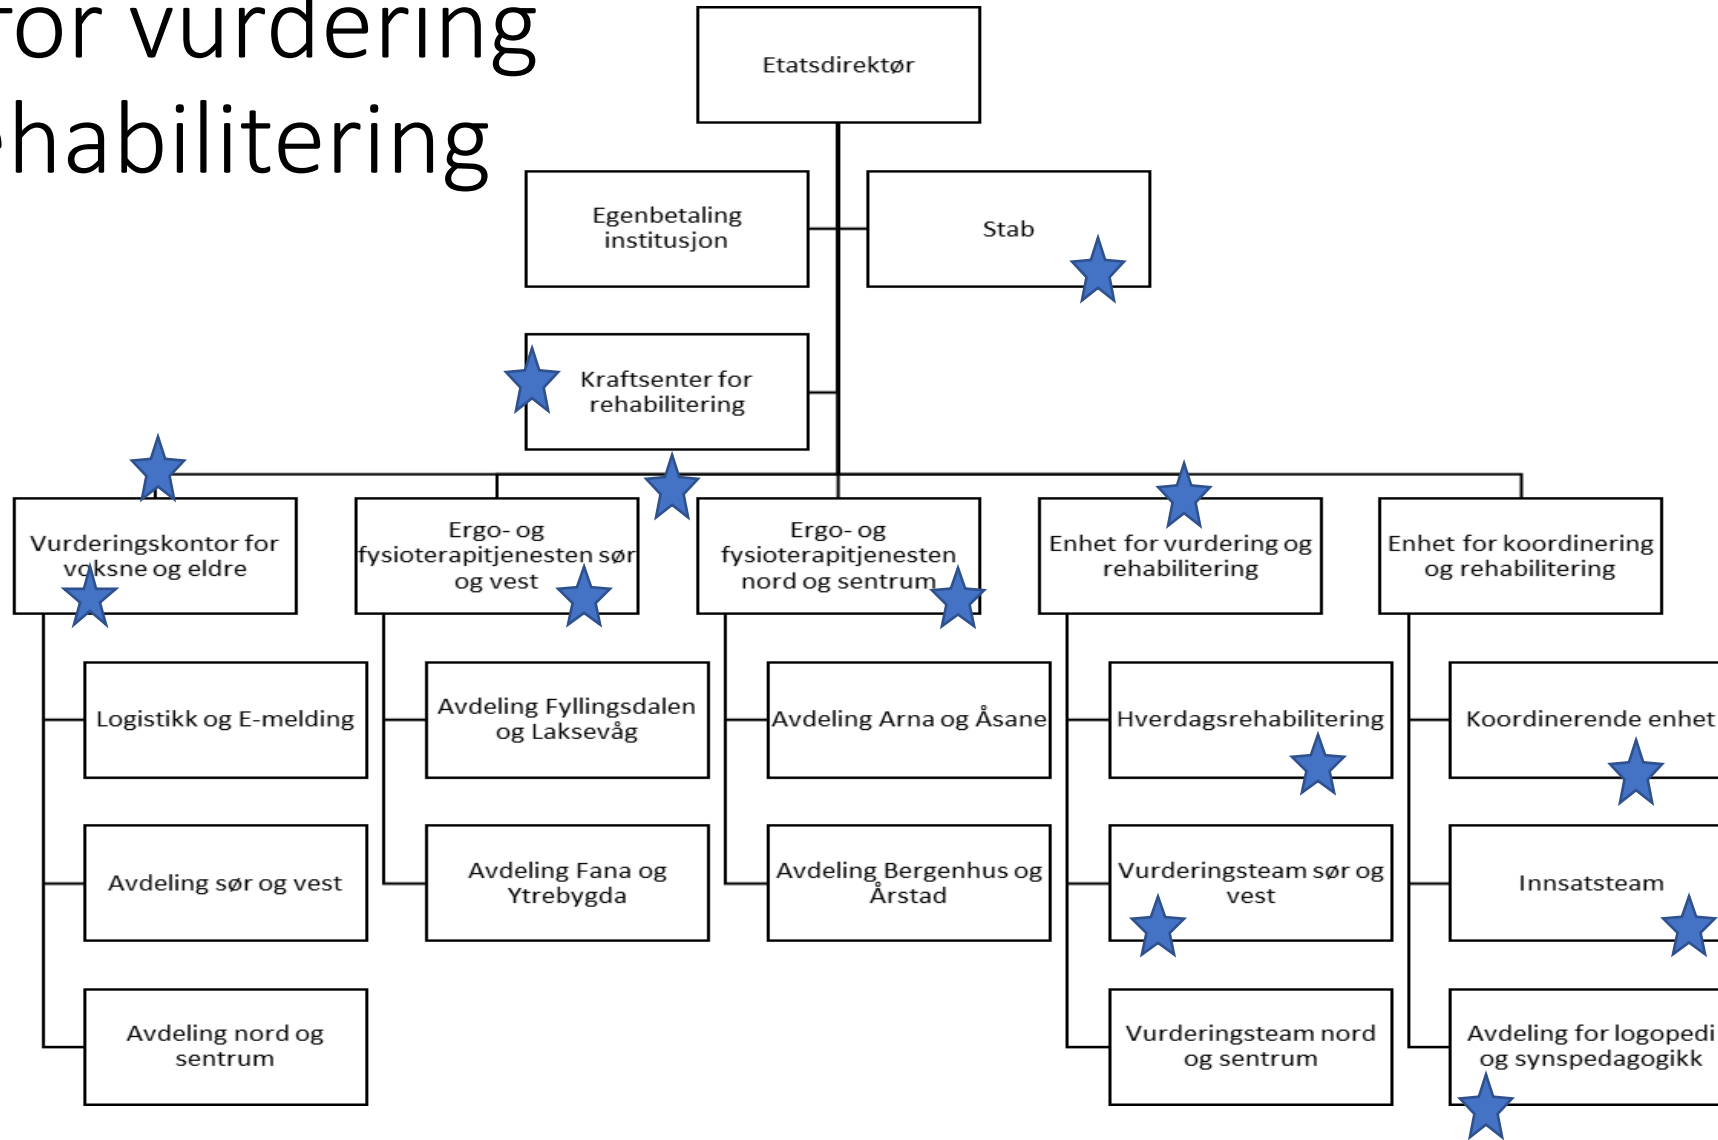 for vurdering
ehabilitering
Etatsdirektør
Egenbetaling
institusjon
Stab
Kraftsenter for
rehabilitering
Vurderingskontor for
voksne og eldre
Ergo- og
fysioterapitjenesten sør
og vest
Ergo- og
fysioterapitjenesten
nord og sentrum
Enhet for vurdering og
rehabilitering
Enhet for koordinering
og rehabilitering
Logistikk og E-melding
Avdeling sør og vest
Avdeling nord og
sentrum
Avdeling Fyllingsdalen
og Laksevåg
Avdeling Fana og
Ytrebygda
Avdeling Arna og Åsane
Avdeling Bergenhus og
Årstad
Hverdagsrehabilitering
Vurderingsteam sør og
vest
Vurderingsteam nord
og sentrum
Koordinerende enhet
Innsatsteam
Avdeling for logopedi
og synspedagogikk